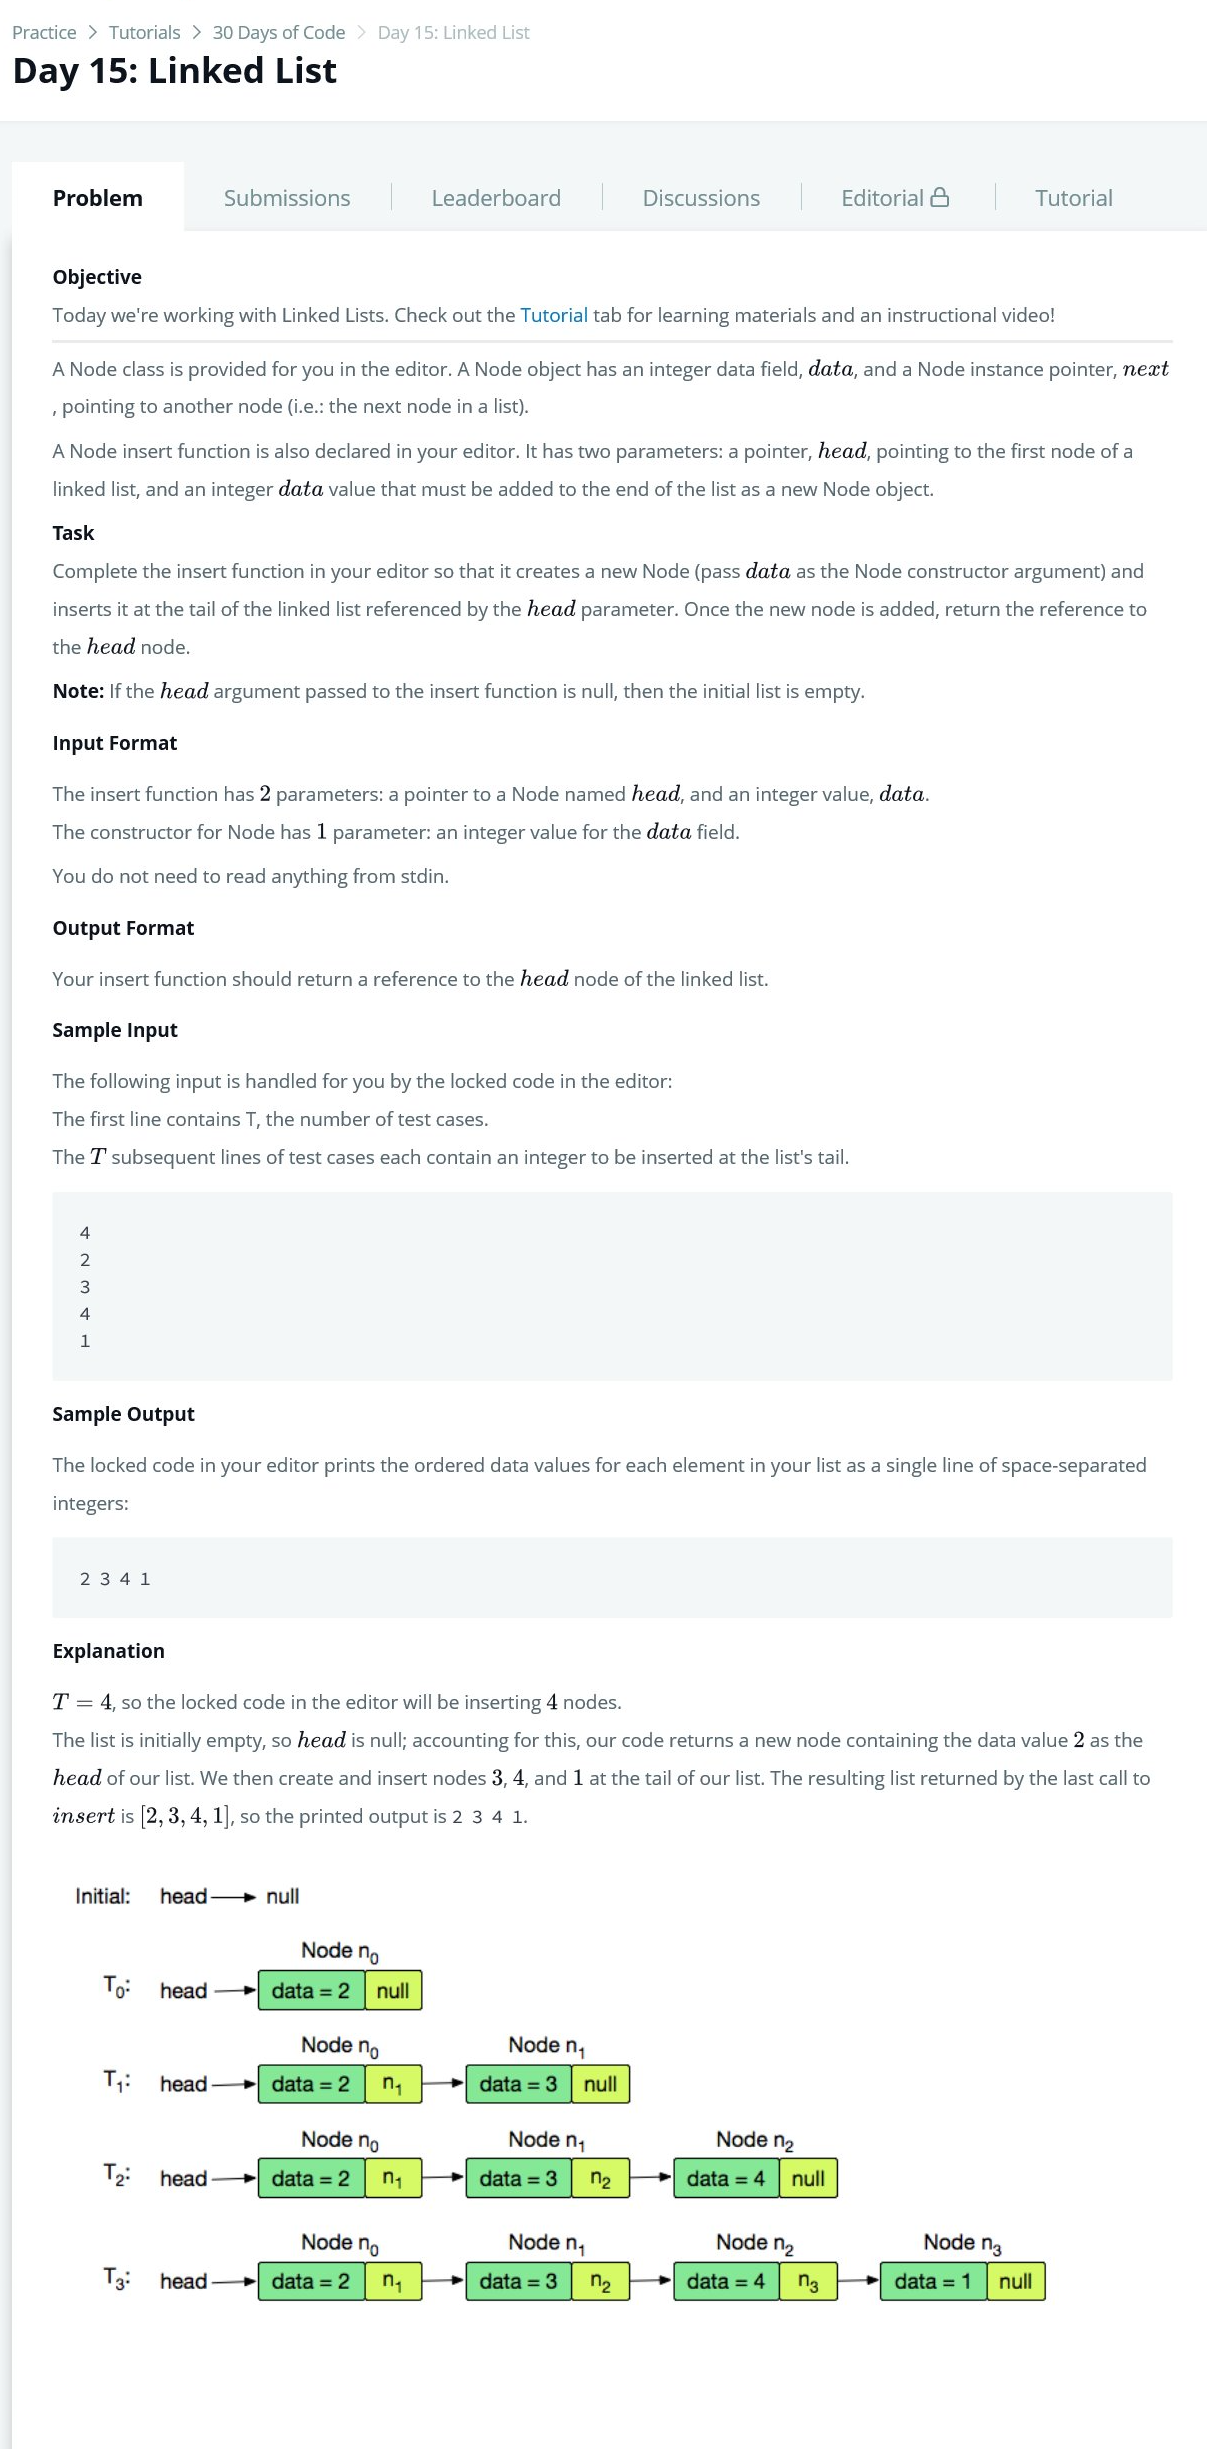 Practice > Tutorials > 30 Days of Code > Day 15: Linked List
Day 15: Linked List
Problem Submissions Leaderboard Discussions Editorial Tutorial
Objective
Today we're working with Linked Lists. Check out the Tutorial tab for learning materials and an instructional video!
A Node class is provided for you in the editor. A Node object has an integer data field, data, and a Node instance pointer, next
, pointing to another node (i.e.: the next node in a list).
A Node insert function is also declared in your editor. It has two parameters: a pointer, head, pointing to the first node of a
linked list, and an integer data value that must be added to the end of the list as a new Node object.
Task
Complete the insert function in your editor so that it creates a new Node (pass data as the Node constructor argument) and
inserts it at the tail of the linked list referenced by the head parameter. Once the new node is added, return the reference to
the head node.
Note: If the head argument passed to the insert function is null, then the initial list is empty.
Input Format
The insert function has 2 parameters: a pointer to a Node named head, and an integer value, data.
The constructor for Node has 1 parameter: an integer value for the data field.
You do not need to read anything from stdin.
Output Format
Your insert function should return a reference to the head node of the linked list.
Sample Input
The following input is handled for you by the locked code in the editor:
The first line contains T, the number of test cases.
The T subsequent lines of test cases each contain an integer to be inserted at the list's tail.
4
2
3
4
1
Sample Output
The locked code in your editor prints the ordered data values for each element in your list as a single line of space-separated
integers:
2 3 4 1
Explanation
T = 4, so the locked code in the editor will be inserting 4 nodes.
The list is initially empty, so head is null; accounting for this, our code returns a new node containing the data value 2 as the
head of our list. We then create and insert nodes 3, 4, and 1 at the tail of our list. The resulting list returned by the last call to
insert is [2, 3, 4, 1], so the printed output is 2 3 4 1.
Initial: head null
Node n0
T0: head data = 2 null
Node n0 Node n1
T1: head data = 2 n1 data = 3 null
Node n0 Node n1 Node n2
T2: head data = 2 n1 data = 3 n2 data = 4 null
Node n0 Node n1 Node n2 Node n3
T3: head data = 2 n1 data = 3 n2 data = 4 n3 data = 1 null